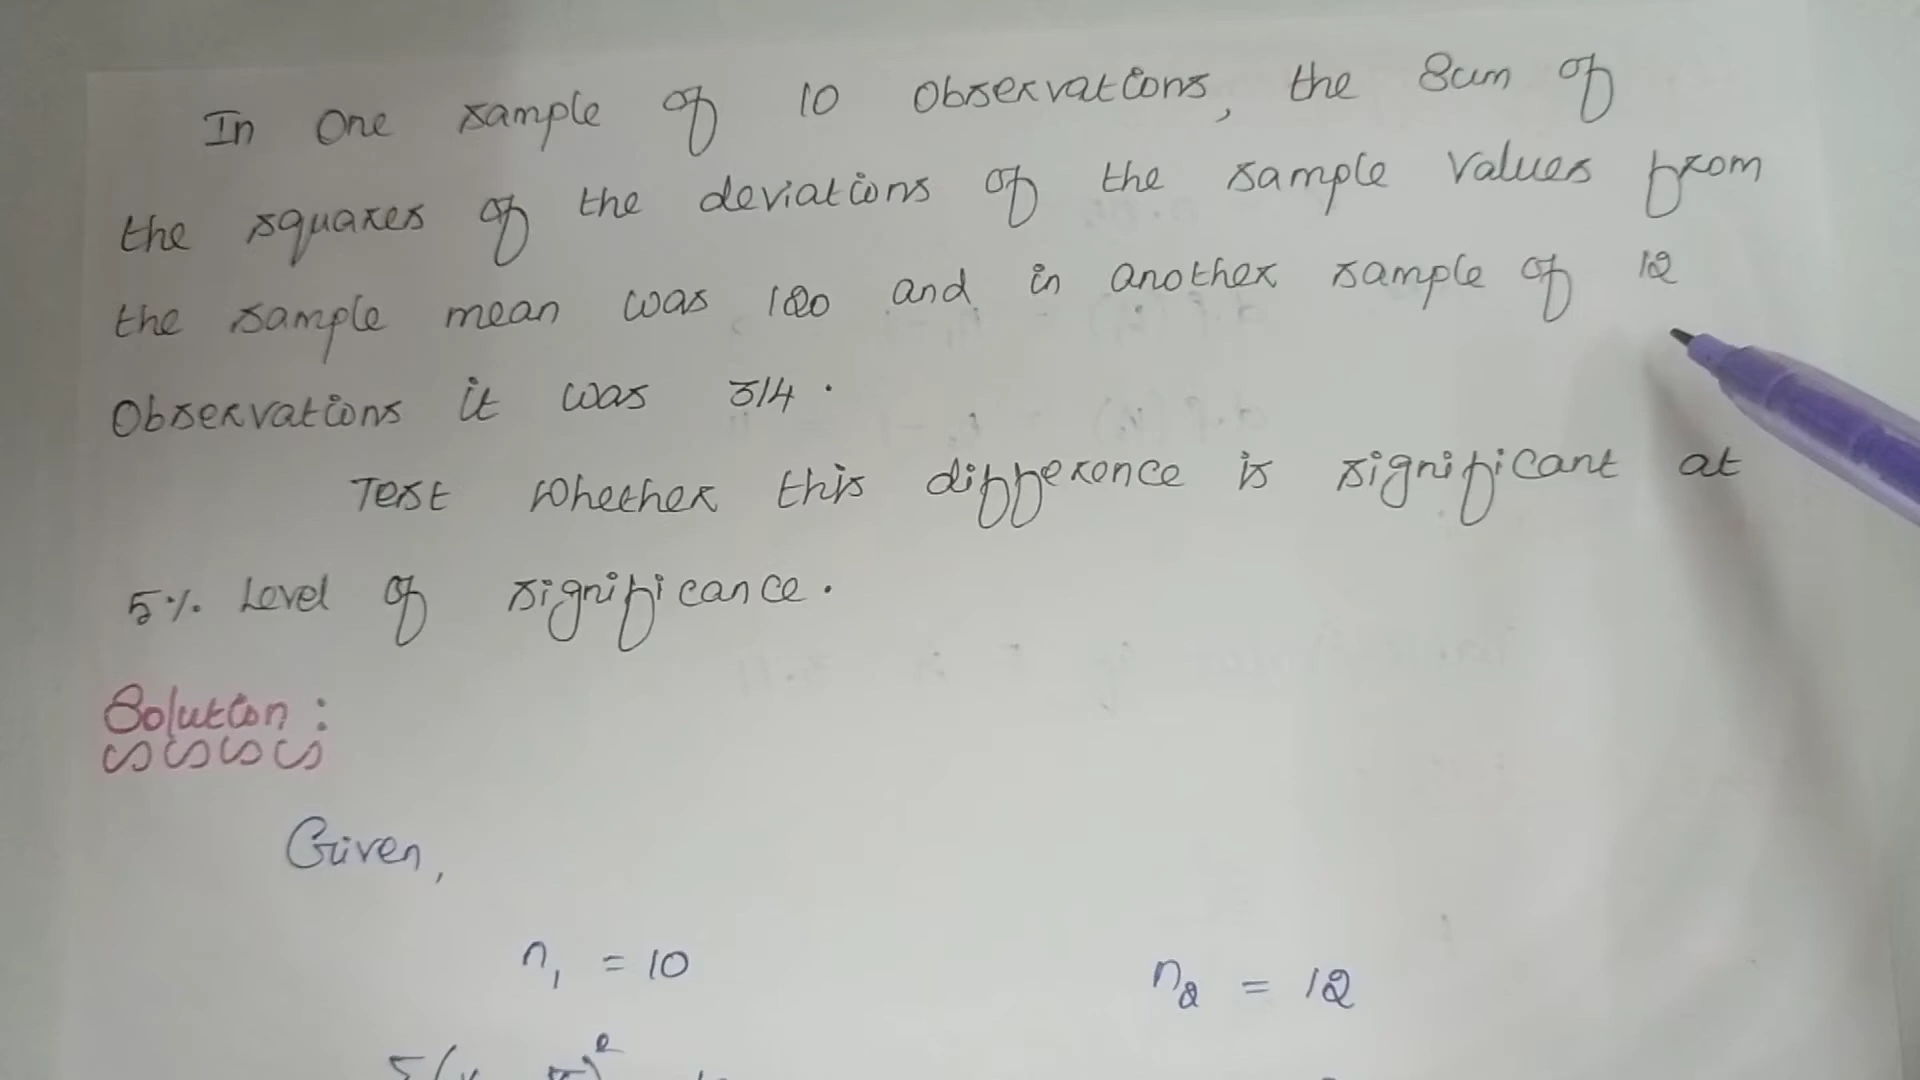 In one sample of 10 observations, the sum of
the squares of the deviations of the sample values from
the sample mean was 120 and in another sample of 12
observations it was 314.
Test whether this difference is significant at
5% Level of significance.
Solution:
Given,
n₁ = 10 n₂ = 12